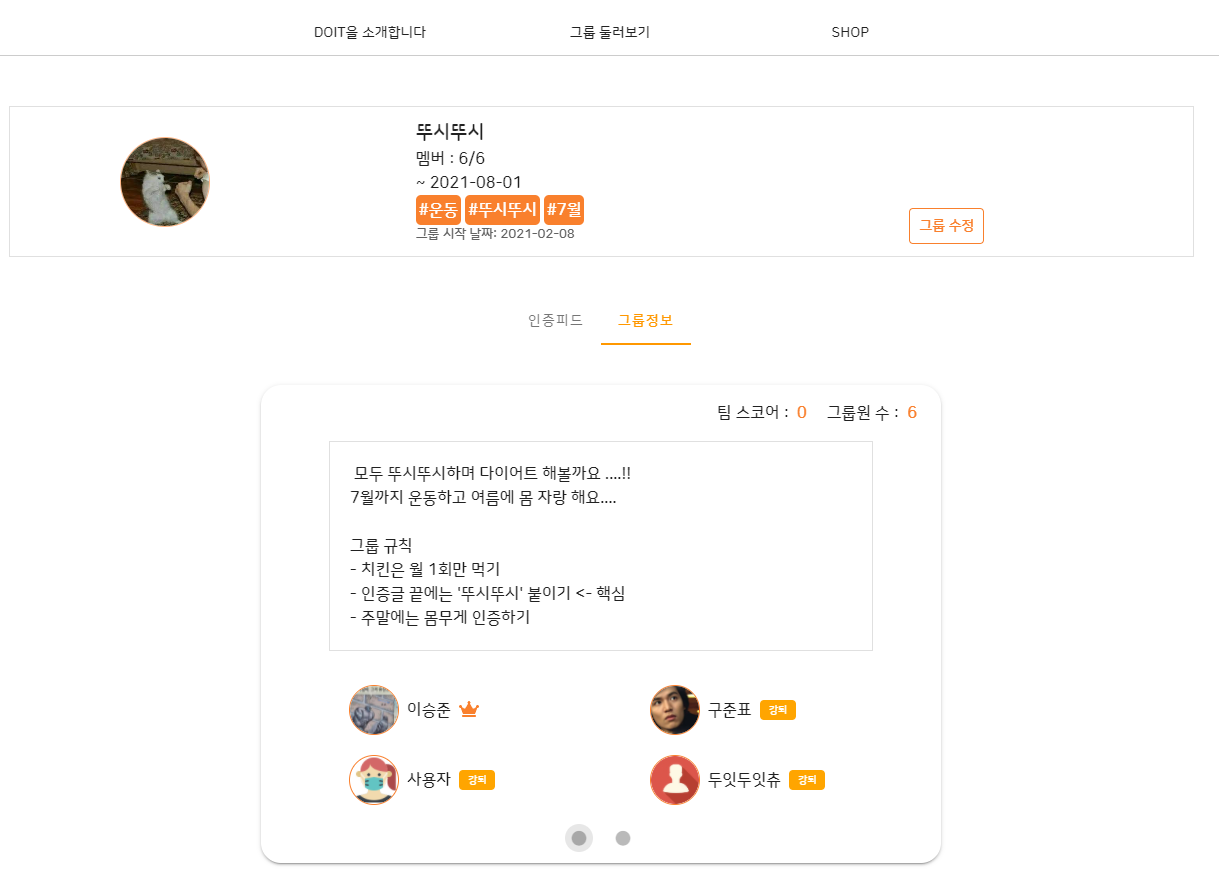 DOIT을 소개합니다
그룹 둘러보기
SHOP
뚜시뚜시
멤버 : 6/6
~ 2021-08-01
#운동 #뚜시뚜시 #7월
그룹 시작 날짜: 2021-02-08
그룹 수정
인증피드
그룹정보
팀 스코어 : 0 그룹원 수 : 6
모두 뚜시뚜시하며 다이어트 해볼까요 ....!!
7월까지 운동하고 여름에 몸 자랑 해요....
그룹 규칙
- 치킨은 월 1회만 먹기
- 인증글 끝에는 '뚜시뚜시' 붙이기 <- 핵심
- 주말에는 몸무게 인증하기
이승준
구준표 강퇴
사용자 강퇴
두잇두잇츄 강퇴